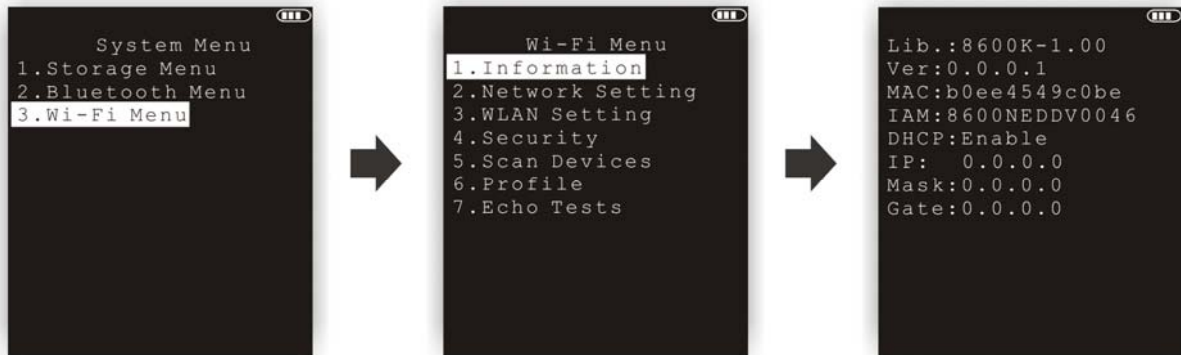 System Menu
1.Storage Menu
2.Bluetooth Menu
3.Wi-Fi Menu
Wi-Fi Menu
1.Information
2.Network Setting
3.WLAN Setting
4.Security
5.Scan Devices
6.Profile
7.Echo Tests
Lib.:8600K-1.00
Ver:0.0.0.1
MAC:b0ee4549c0be
IAM:8600NEDDV0046
DHCP:Enable
IP: 0.0.0.0
Mask:0.0.0.0
Gate:0.0.0.0